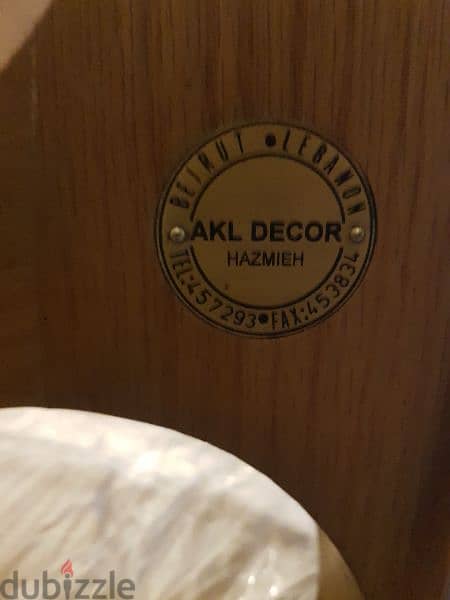 BEIRUT • LEBANON
AKL DECOR
HAZMIEH
TEL:457293•FAX:453834
dubizzle